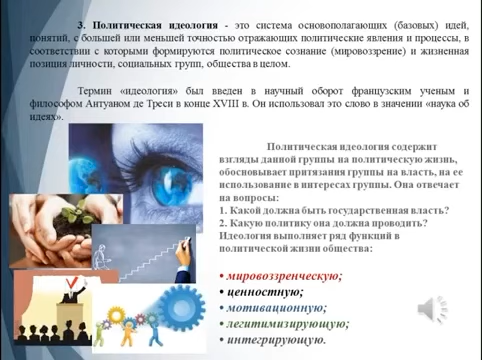 3. Политическая идеология - это система основополагающих (базовых) идей,
понятий, с большей или меньшей точностью отражающих политические явления и процессы, в
соответствии с которыми формируются политическое сознание (мировоззрение) и жизненная
позиция личности, социальных групп, общества в целом.
Термин «идеология» был введен в научный оборот французским ученым и
философом Антуаном де Треси в конце XVIII в. Он использовал это слово в значении «наука об
идеях».
Политическая идеология содержит
взгляды данной группы на политическую жизнь,
обосновывает притязания группы на власть, на ее
использование в интересах группы. Она отвечает
на вопросы:
1. Какой должна быть государственная власть?
2. Какую политику она должна проводить?
Идеология выполняет ряд функций в
политической жизни общества:
• мировоззренческую;
• ценностную;
• мотивационную;
• легитимизирующую;
• интегрирующую.